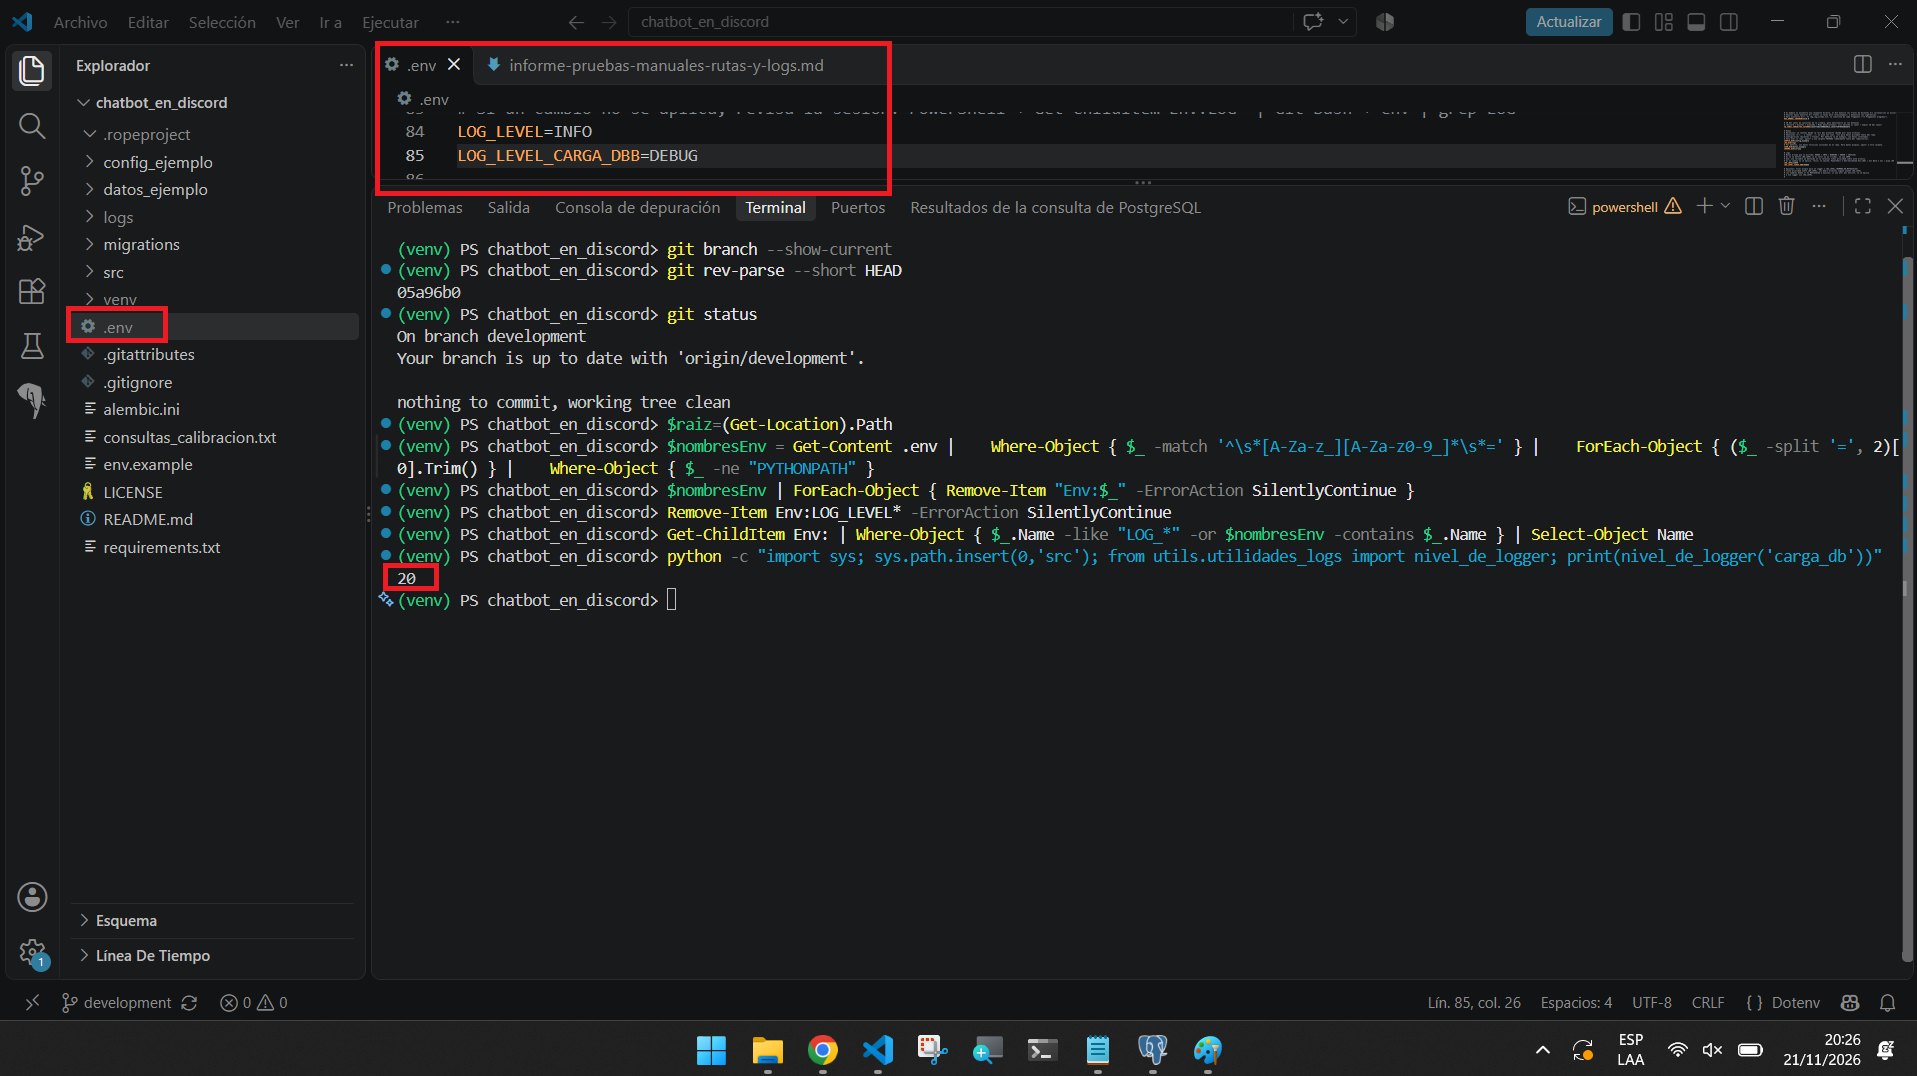 Archivo Editar Selección Ver Ir a Ejecutar ···
chatbot_en_discord
Actualizar
Explorador
chatbot_en_discord
.ropeproject
config_ejemplo
datos_ejemplo
logs
migrations
src
venv
.env
.gitattributes
.gitignore
alembic.ini
consultas_calibracion.txt
env.example
LICENSE
README.md
requirements.txt
Esquema
Línea De Tiempo
.env
informe-pruebas-manuales-rutas-y-logs.md
.env
84 LOG_LEVEL=INFO
85 LOG_LEVEL_CARGA_DBB=DEBUG
86
Problemas Salida Consola de depuración Terminal Puertos Resultados de la consulta de PostgreSQL
powershell
(venv) PS chatbot_en_discord> git branch --show-current
(venv) PS chatbot_en_discord> git rev-parse --short HEAD
05a96b0
(venv) PS chatbot_en_discord> git status
On branch development
Your branch is up to date with 'origin/development'.
nothing to commit, working tree clean
(venv) PS chatbot_en_discord> $raiz=(Get-Location).Path
(venv) PS chatbot_en_discord> $nombresEnv = Get-Content .env |    Where-Object { $_ -match '^\s*[A-Za-z_][A-Za-z0-9_]*\s*=' } |    ForEach-Object { ($_ -split '=', 2)[
0].Trim() } |    Where-Object { $_ -ne "PYTHONPATH" }
(venv) PS chatbot_en_discord> $nombresEnv | ForEach-Object { Remove-Item "Env:$_" -ErrorAction SilentlyContinue }
(venv) PS chatbot_en_discord> Remove-Item Env:LOG_LEVEL* -ErrorAction SilentlyContinue
(venv) PS chatbot_en_discord> Get-ChildItem Env: | Where-Object { $_.Name -like "LOG_*" -or $nombresEnv -contains $_.Name } | Select-Object Name
(venv) PS chatbot_en_discord> python -c "import sys; sys.path.insert(0,'src'); from utils.utilidades_logs import nivel_de_logger; print(nivel_de_logger('carga_db'))"
20
(venv) PS chatbot_en_discord>
1
development
0 0
Lín. 85, col. 26 Espacios: 4 UTF-8 CRLF { } Dotenv
ESP
LAA
20:26
21/11/2026